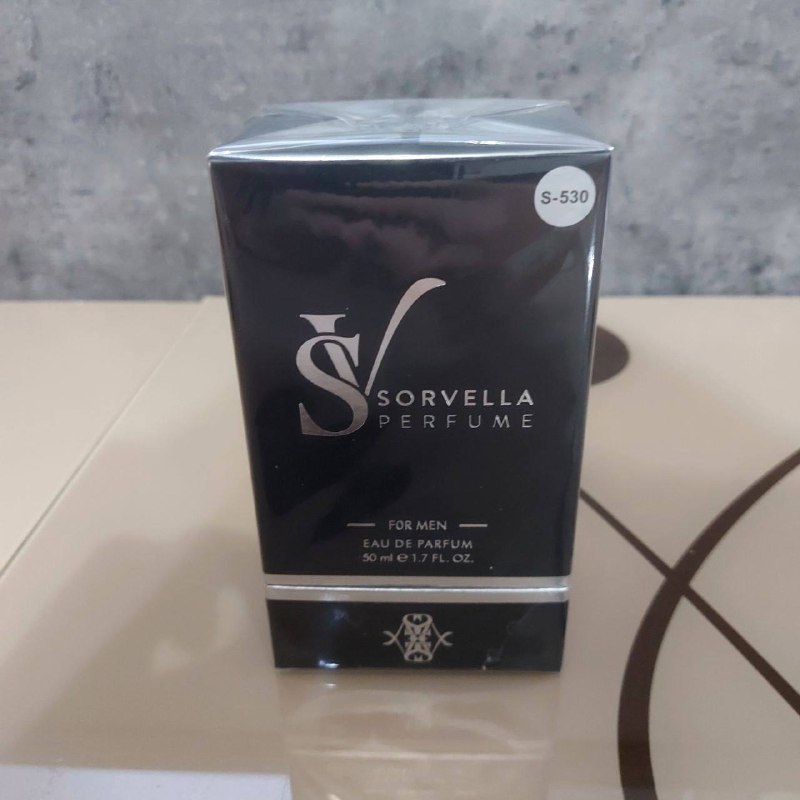 S-530
SV
SORVELLA
PERFUME
FOR MEN
EAU DE PARFUM
50 ml ℮ 1.7 FL. OZ.